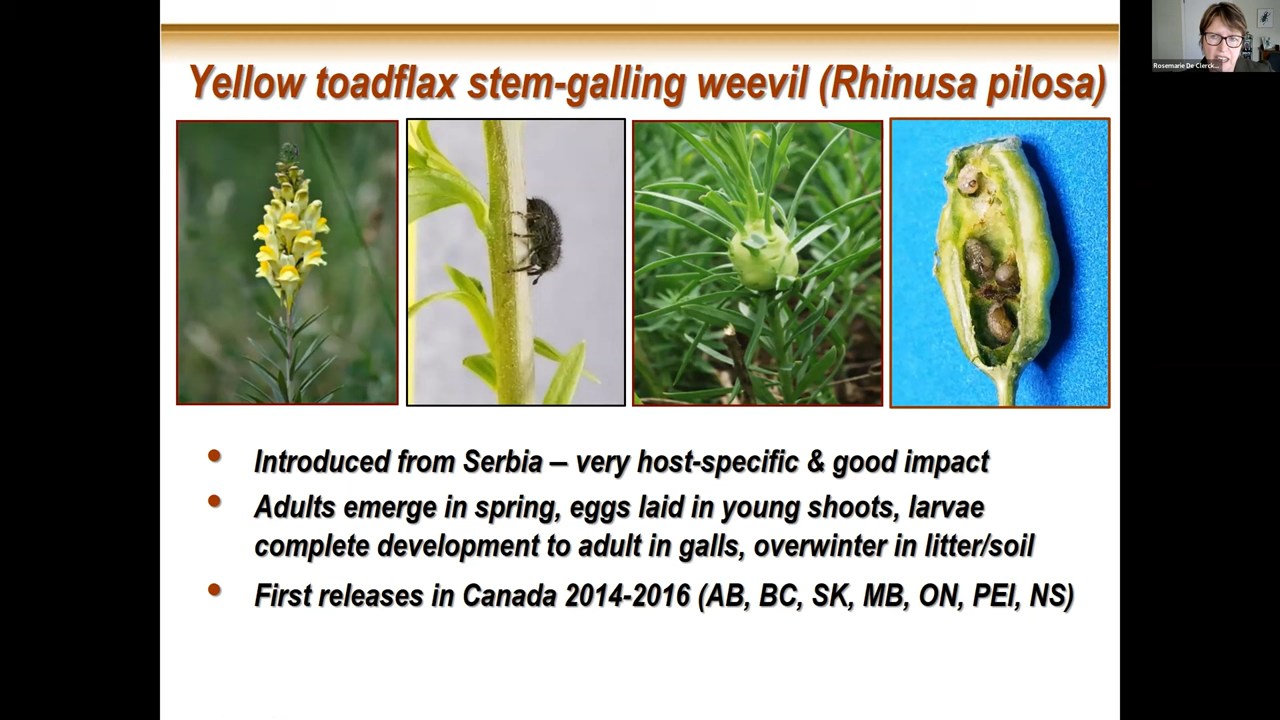 Yellow toadflax stem-galling weevil (Rhinusa pilosa)
Rosemarie De Clerck...
• Introduced from Serbia – very host-specific & good impact
• Adults emerge in spring, eggs laid in young shoots, larvae
complete development to adult in galls, overwinter in litter/soil
• First releases in Canada 2014-2016 (AB, BC, SK, MB, ON, PEI, NS)